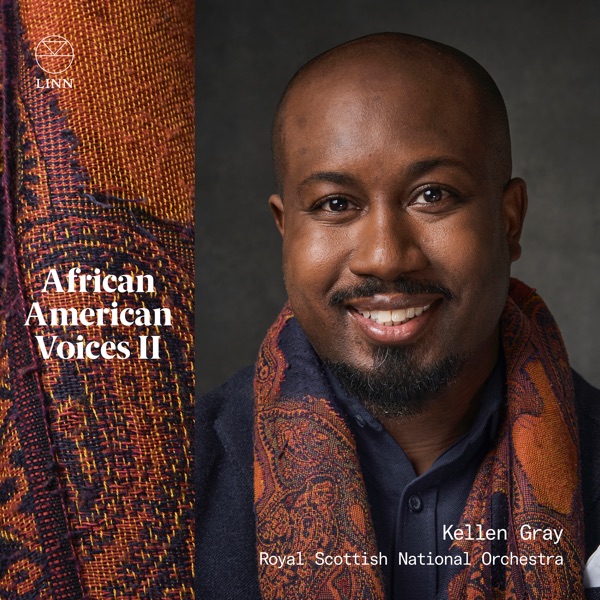 LINN
African
American
Voices II
Kellen Gray
Royal Scottish National Orchestra